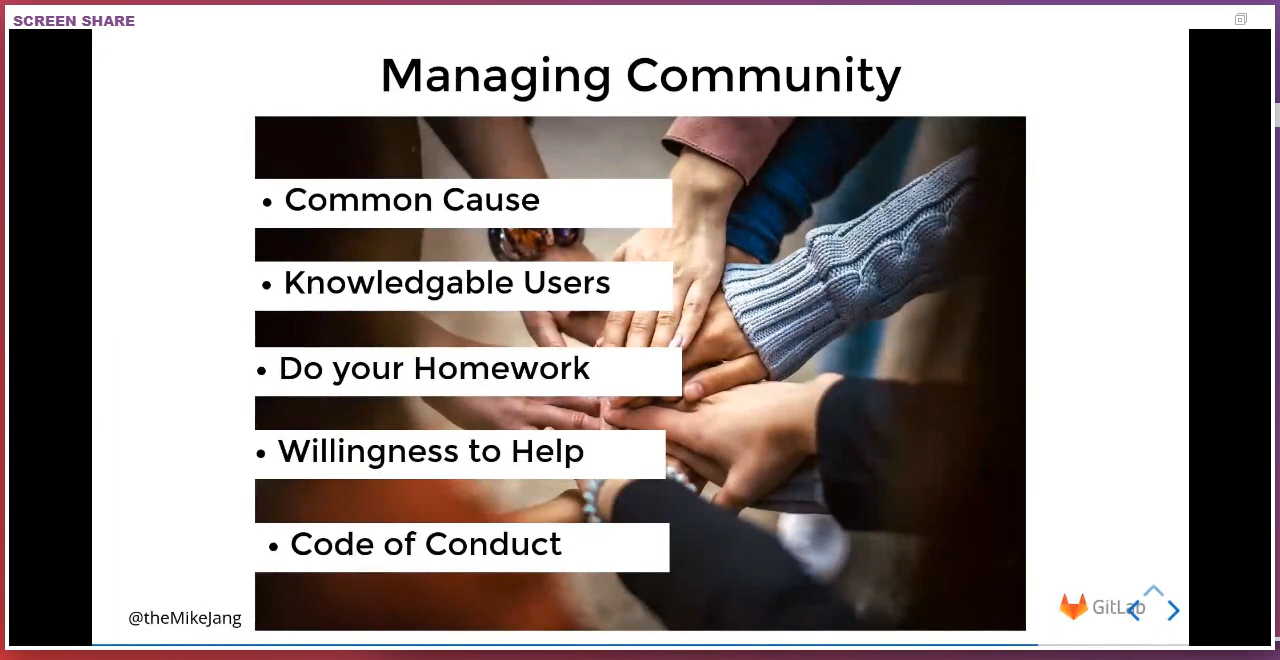 SCREEN SHARE
Managing Community
• Common Cause
• Knowledgable Users
• Do your Homework
• Willingness to Help
• Code of Conduct
@theMikeJang
GitLab